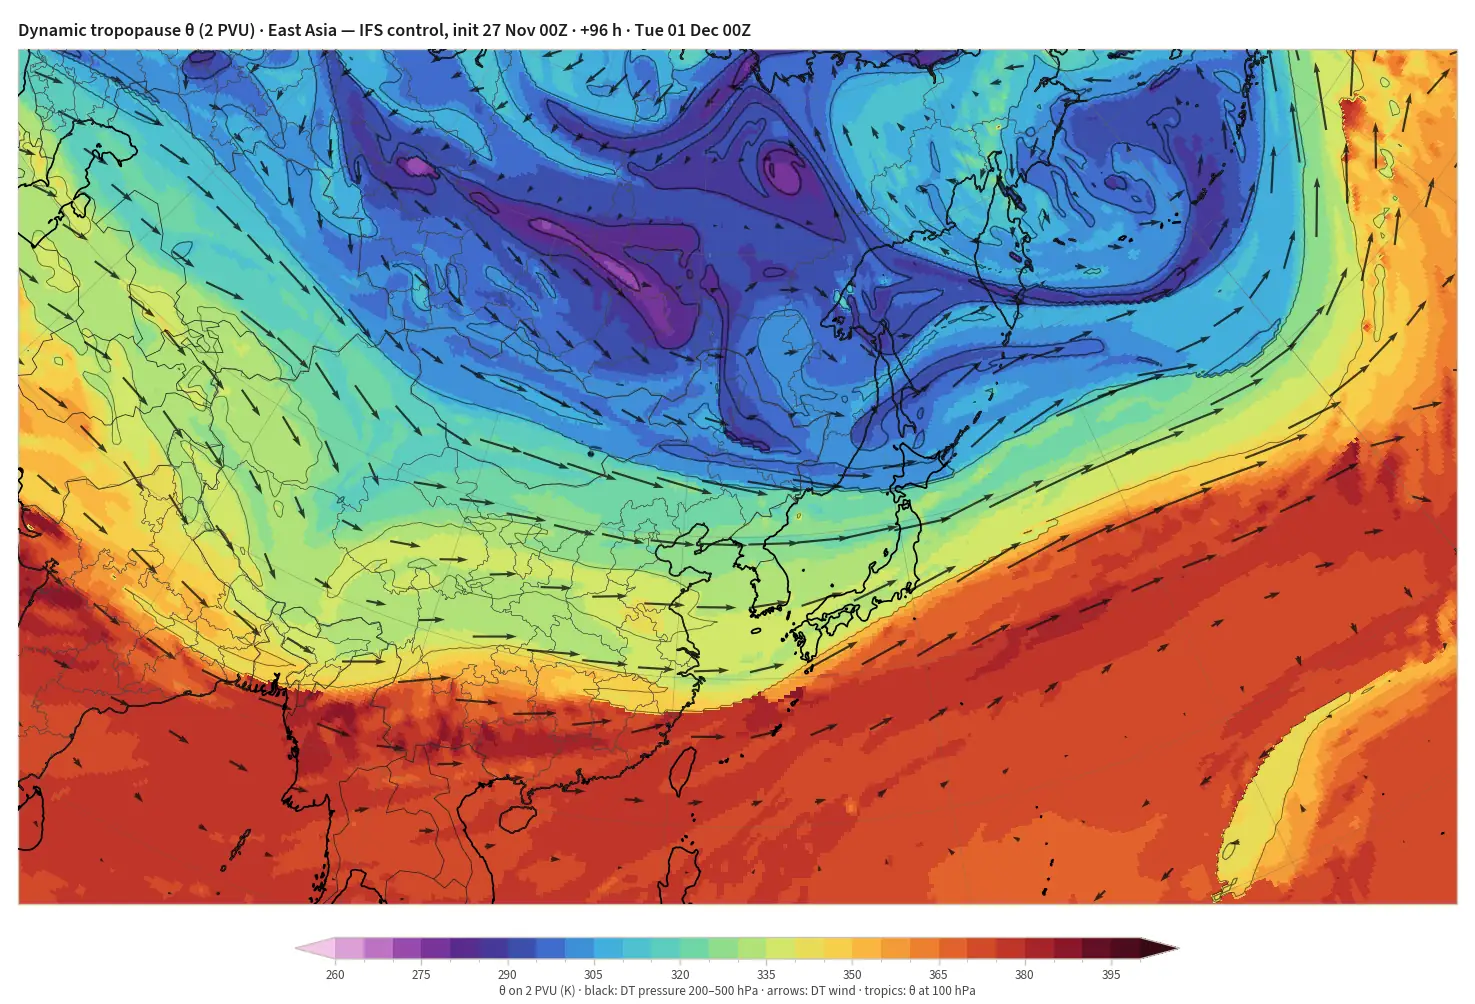 Dynamic tropopause θ (2 PVU) · East Asia — IFS control, init 27 Nov 00Z · +96 h · Tue 01 Dec 00Z
260 275 290 305 320 335 350 365 380 395
θ on 2 PVU (K) · black: DT pressure 200–500 hPa · arrows: DT wind · tropics: θ at 100 hPa